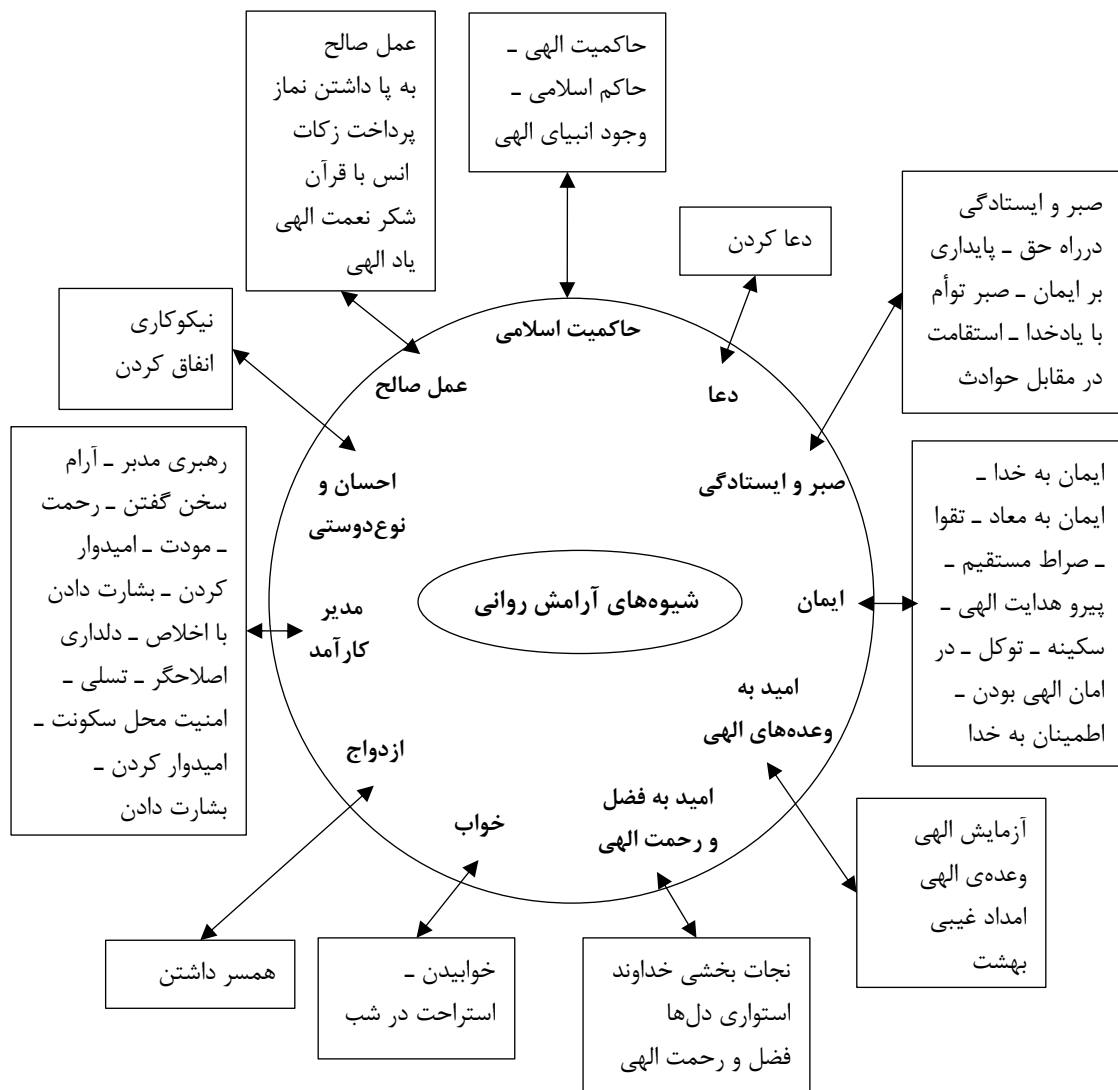 حاکمیت الهی ـ
حاکم اسلامی ـ
وجود انبیای الهی
عمل صالح
به پا داشتن نماز
پرداخت زکات
انس با قرآن
شکر نعمت الهی
یاد الهی
دعا کردن
صبر و ایستادگی
درراه حق ـ پایداری
بر ایمان ـ صبر توأم
با یادخدا ـ استقامت
در مقابل حوادث
نیکوکاری
انفاق کردن
رهبری مدبر ـ آرام
سخن گفتن ـ رحمت
ـ مودت ـ امیدوار
کردن ـ بشارت دادن
با اخلاص ـ دلداری
اصلاحگر ـ تسلی ـ
امنیت محل سکونت ـ
امیدوار کردن ـ
بشارت دادن
ایمان به خدا ـ
ایمان به معاد ـ تقوا
ـ صراط مستقیم ـ
پیرو هدایت الهی ـ
سکینه ـ توکل ـ در
امان الهی بودن ـ
اطمینان به خدا
حاکمیت اسلامی
دعا
عمل صالح
صبر و ایستادگی
احسان و
نوع‌دوستی
شیوه‌های آرامش روانی
ایمان
مدیر
کارآمد
امید به
وعده‌های الهی
ازدواج
امید به فضل
و رحمت الهی
خواب
آزمایش الهی
وعده‌ی الهی
امداد غیبی
بهشت
نجات بخشی خداوند
استواری دل‌ها
فضل و رحمت الهی
خوابیدن ـ
استراحت در شب
همسر داشتن